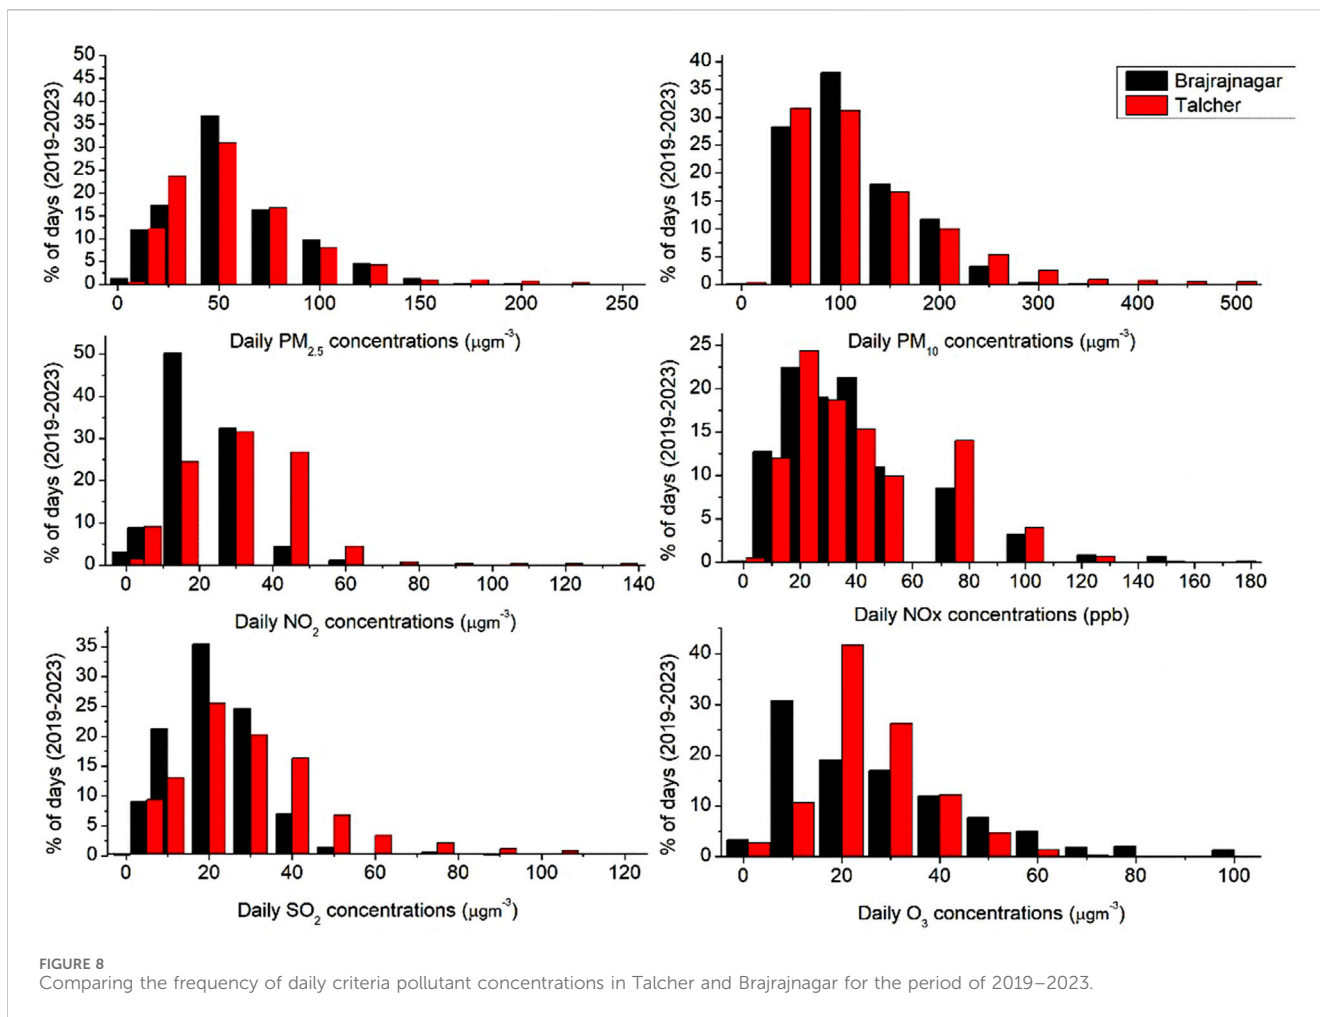 50
45
40
35
30
25
20
15
10
5
0
% of days (2019-2023)
0 50 100 150 200 250
Daily PM2.5 concentrations (μgm-3)
40
35
30
25
20
15
10
5
0
% of days (2019-2023)
0 100 200 300 400 500
Daily PM10 concentrations (μgm-3)
Brajrajnagar
Talcher
50
40
30
20
10
0
% of days (2019-2023)
0 20 40 60 80 100 120 140
Daily NO2 concentrations (μgm-3)
25
20
15
10
5
0
% of days (2019-2023)
0 20 40 60 80 100 120 140 160 180
Daily NOx concentrations (ppb)
35
30
25
20
15
10
5
0
% of days (2019-2023)
0 20 40 60 80 100 120
Daily SO2 concentrations (μgm-3)
40
30
20
10
0
% of days (2019-2023)
0 20 40 60 80 100
Daily O3 concentrations (μgm-3)
FIGURE 8
Comparing the frequency of daily criteria pollutant concentrations in Talcher and Brajrajnagar for the period of 2019–2023.